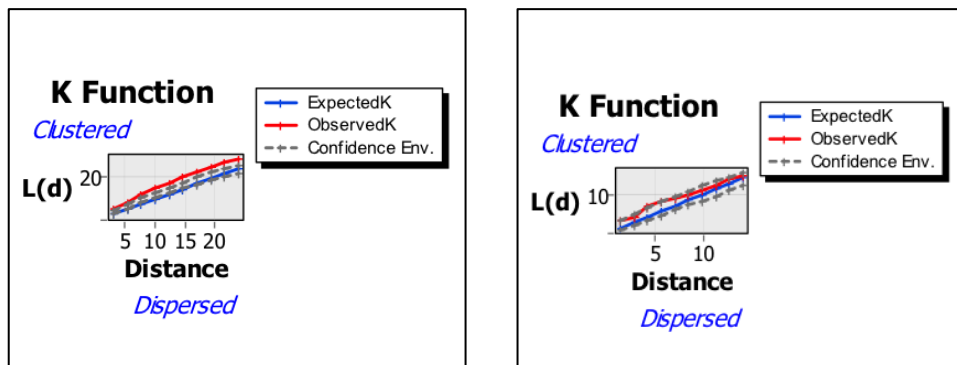 K Function
Clustered
ExpectedK
ObservedK
Confidence Env.
L(d)
20
5 10 15 20
Distance
Dispersed
K Function
Clustered
ExpectedK
ObservedK
Confidence Env.
L(d)
10
5 10
Distance
Dispersed